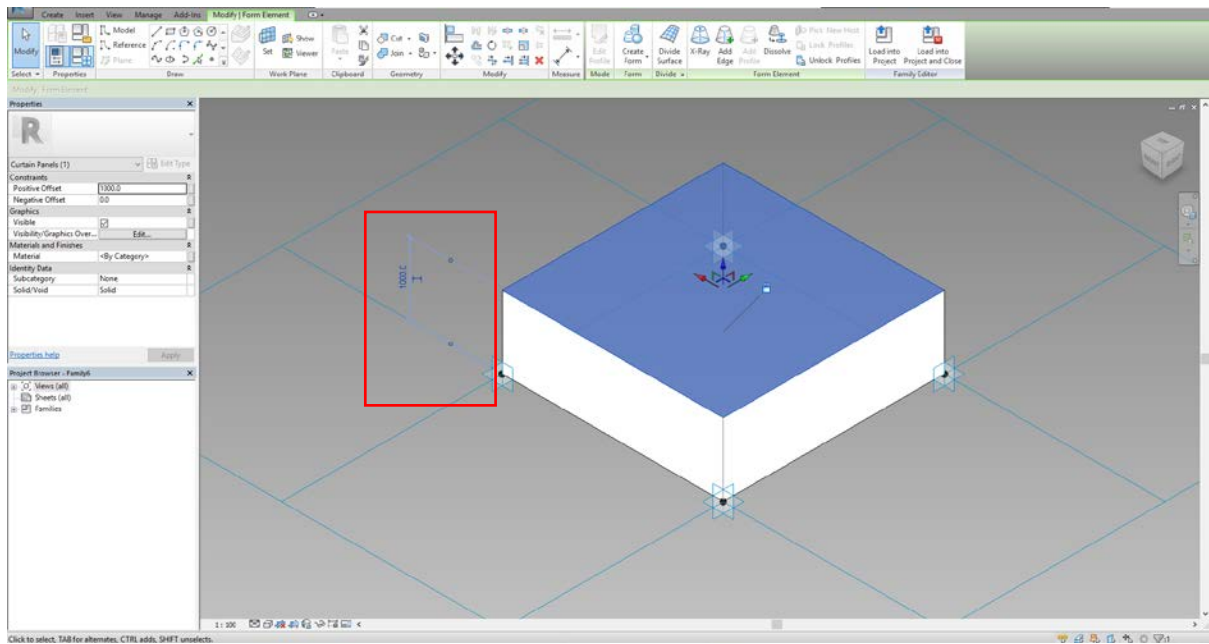 Create Insert View Manage Add-Ins Modify | Form Element
Modify
Model
Reference
Plane
Set
Show
Viewer
Paste
Cut
Join
Edit Profile
Create Form
Divide Surface
X-Ray
Add Edge
Add Profile
Dissolve
Pick New Host
Lock Profiles
Unlock Profiles
Load into Project
Load into Project and Close
Select Properties Draw Work Plane Clipboard Geometry Modify Measure Mode Form Divide Form Element Family Editor
Modify | Form Element
Properties
R
Curtain Panels (1) Edit Type
Constraints
Positive Offset 1300.0
Negative Offset 0.0
Graphics
Visible
Visibility/Graphics Over... Edit...
Materials and Finishes
Material <By Category>
Identity Data
Subcategory None
Solid/Void Solid
1000.0
Properties help Apply
Project Browser - Family6
Views (all)
Sheets (all)
Families
1 : 100
Click to select, TAB for alternates, CTRL adds, SHIFT unselects.
:1